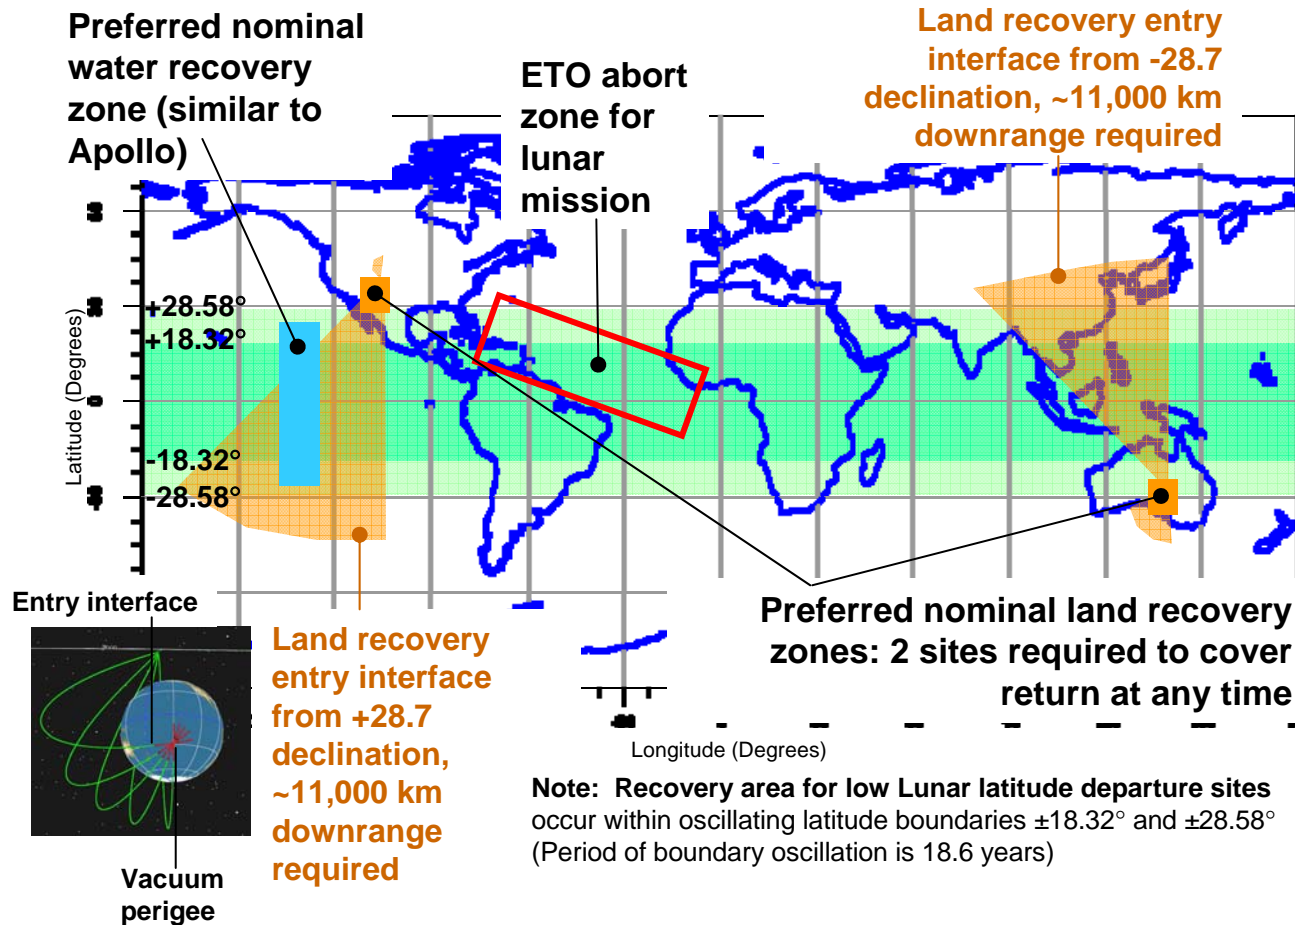 Preferred nominal
water recovery
zone (similar to
Apollo)
ETO abort
zone for
lunar
mission
Land recovery entry
interface from -28.7
declination, ~11,000 km
downrange required
Latitude (Degrees)
+28.58°
+18.32°
-18.32°
-28.58°
Entry interface
Land recovery
entry interface
from +28.7
declination,
~11,000 km
downrange
required
Preferred nominal land recovery
zones: 2 sites required to cover
return at any time
Longitude (Degrees)
Note: Recovery area for low Lunar latitude departure sites
occur within oscillating latitude boundaries ±18.32° and ±28.58°
(Period of boundary oscillation is 18.6 years)
Vacuum
perigee